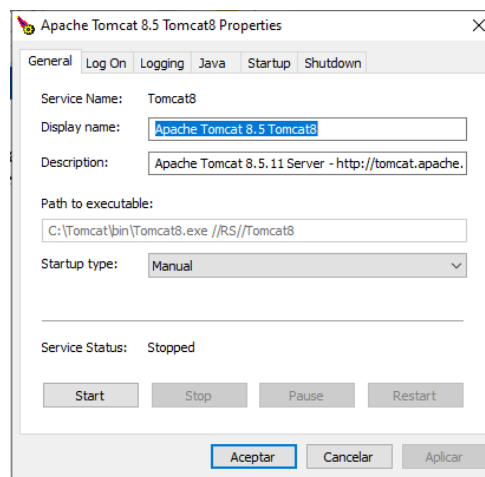 Apache Tomcat 8.5 Tomcat8 Properties
General Log On Logging Java Startup Shutdown
Service Name: Tomcat8
Display name: Apache Tomcat 8.5 Tomcat8
Description: Apache Tomcat 8.5.11 Server - http://tomcat.apache.
Path to executable:
C:\Tomcat\bin\Tomcat8.exe //RS//Tomcat8
Startup type: Manual
Service Status: Stopped
Start Stop Pause Restart
Aceptar Cancelar Aplicar